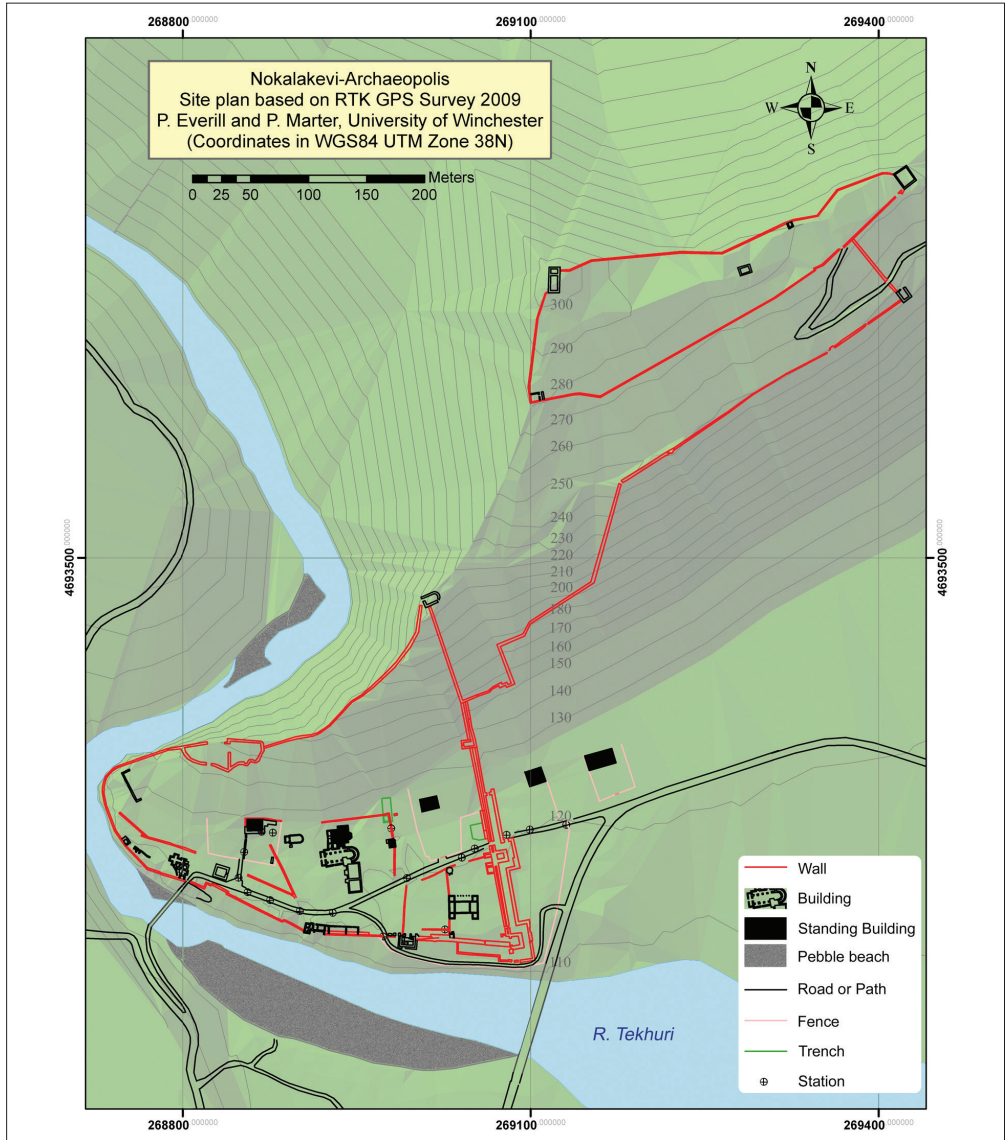 268800.000000
269100.000000
269400.000000
Nokalakevi-Archaeopolis
Site plan based on RTK GPS Survey 2009
P. Everill and P. Marter, University of Winchester
(Coordinates in WGS84 UTM Zone 38N)
N
W
E
S
Meters
0
25
50
100
150
200
300
290
280
270
260
250
240
230
220
210
200
180
170
160
150
140
130
120
110
4693500.000000
4693500.000000
R. Tekhuri
Wall
Building
Standing Building
Pebble beach
Road or Path
Fence
Trench
Station
268800.000000
269100.000000
269400.000000